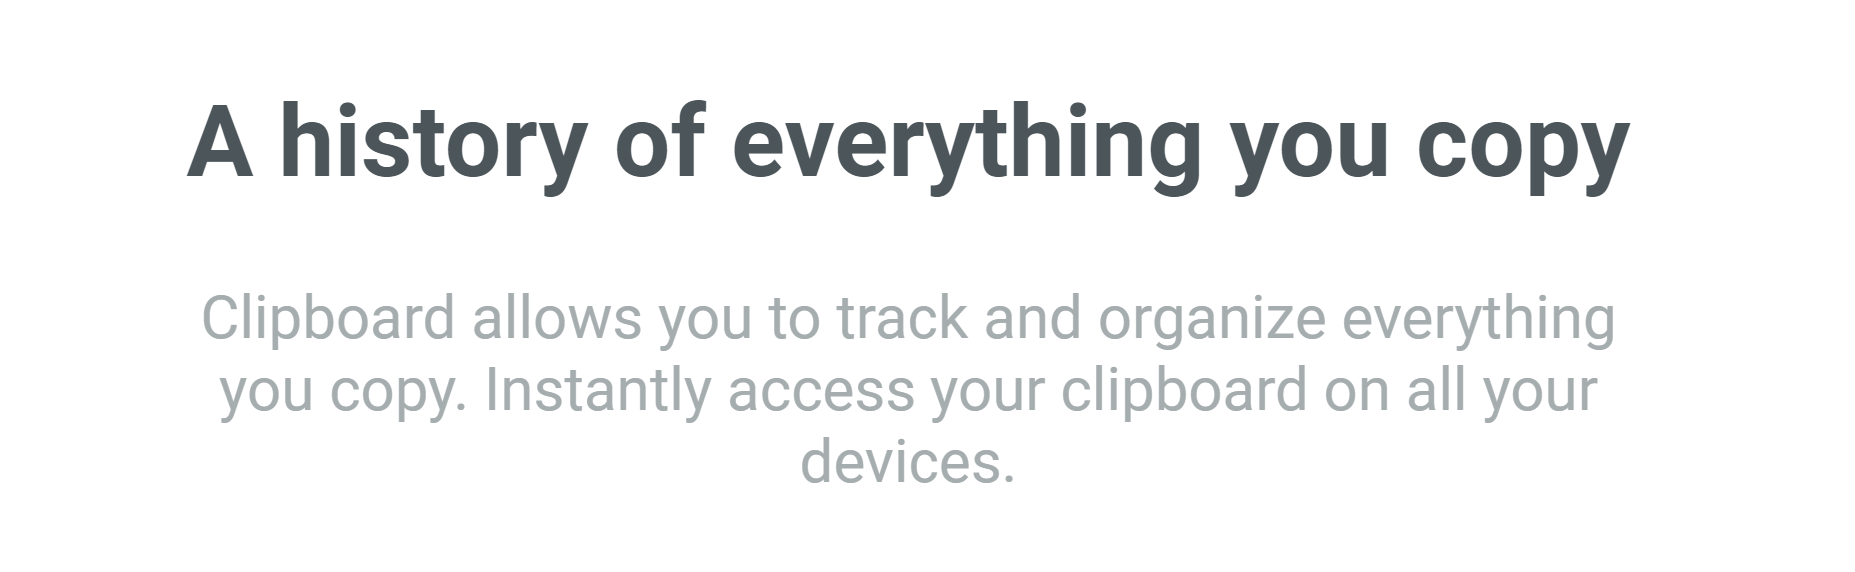 A history of everything you copy
Clipboard allows you to track and organize everything
you copy. Instantly access your clipboard on all your
devices.